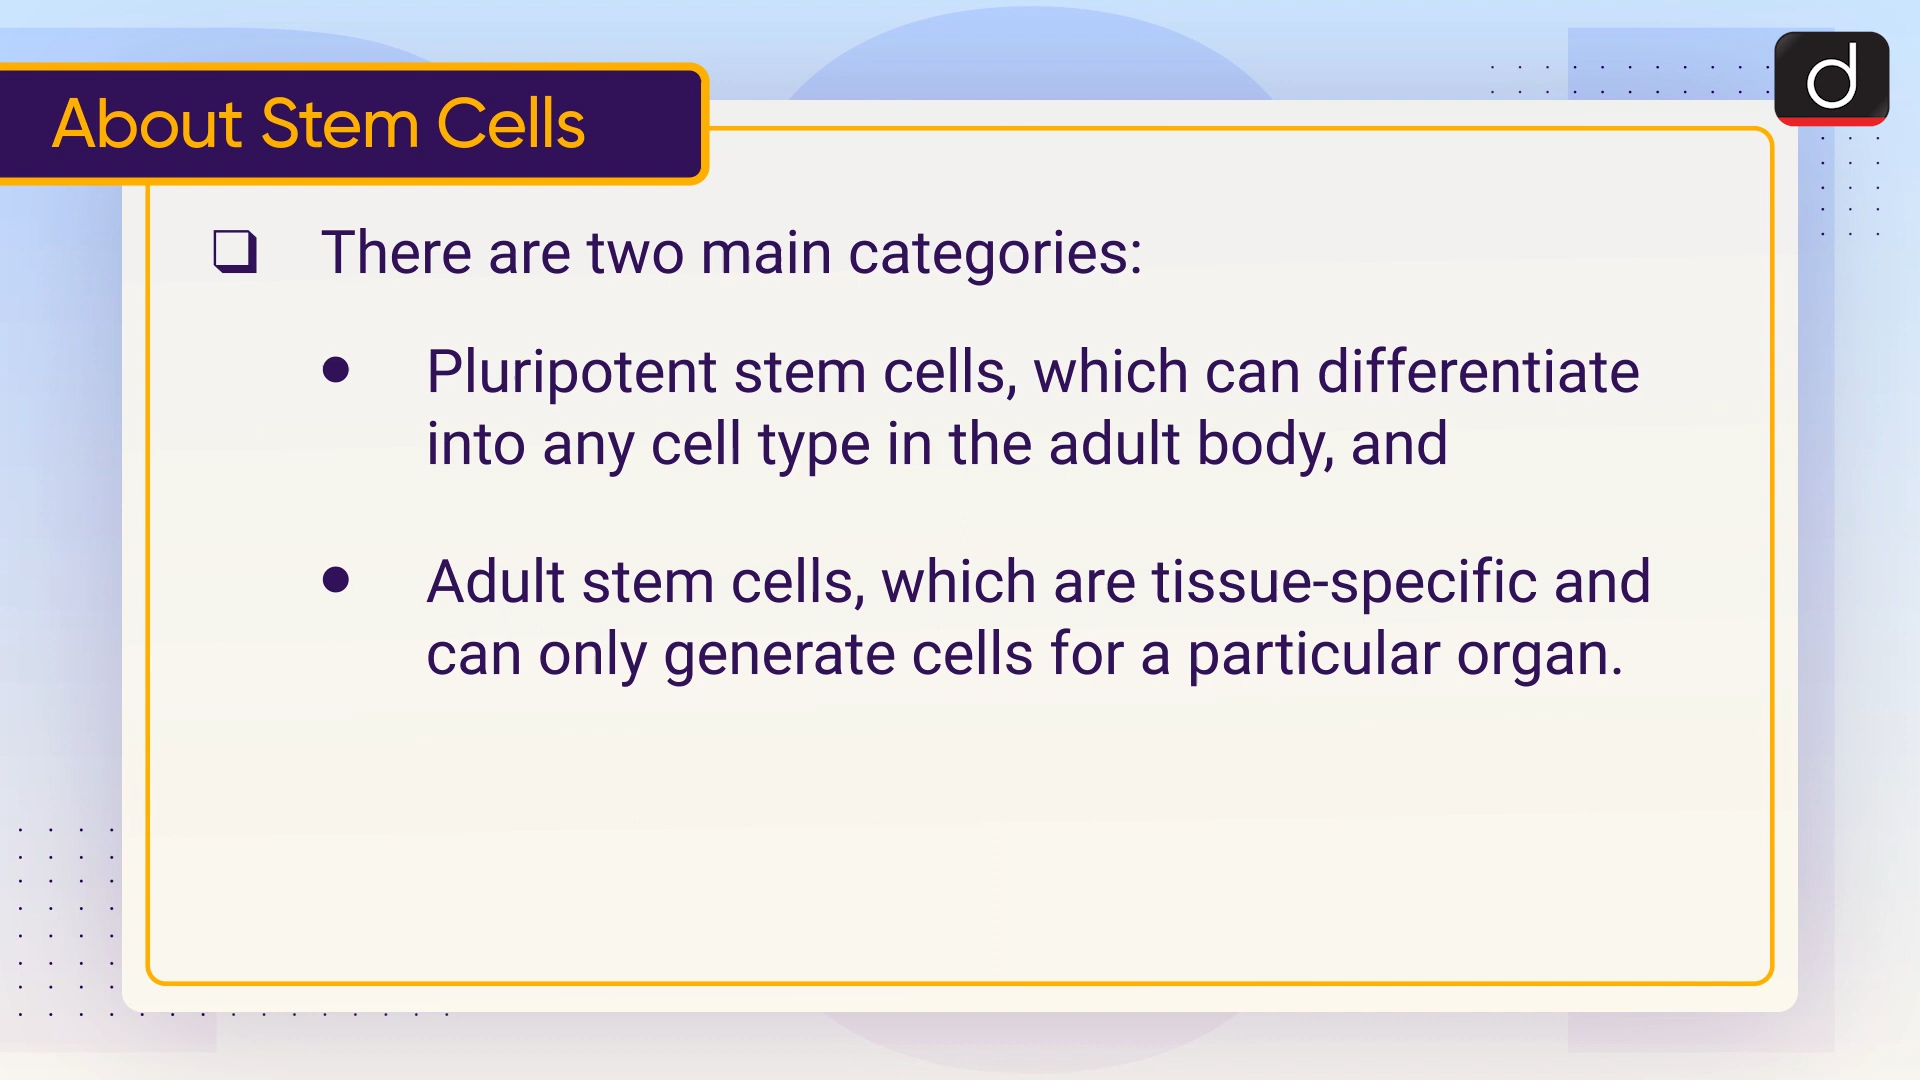 About Stem Cells
d
There are two main categories:
Pluripotent stem cells, which can differentiate
into any cell type in the adult body, and
Adult stem cells, which are tissue-specific and
can only generate cells for a particular organ.